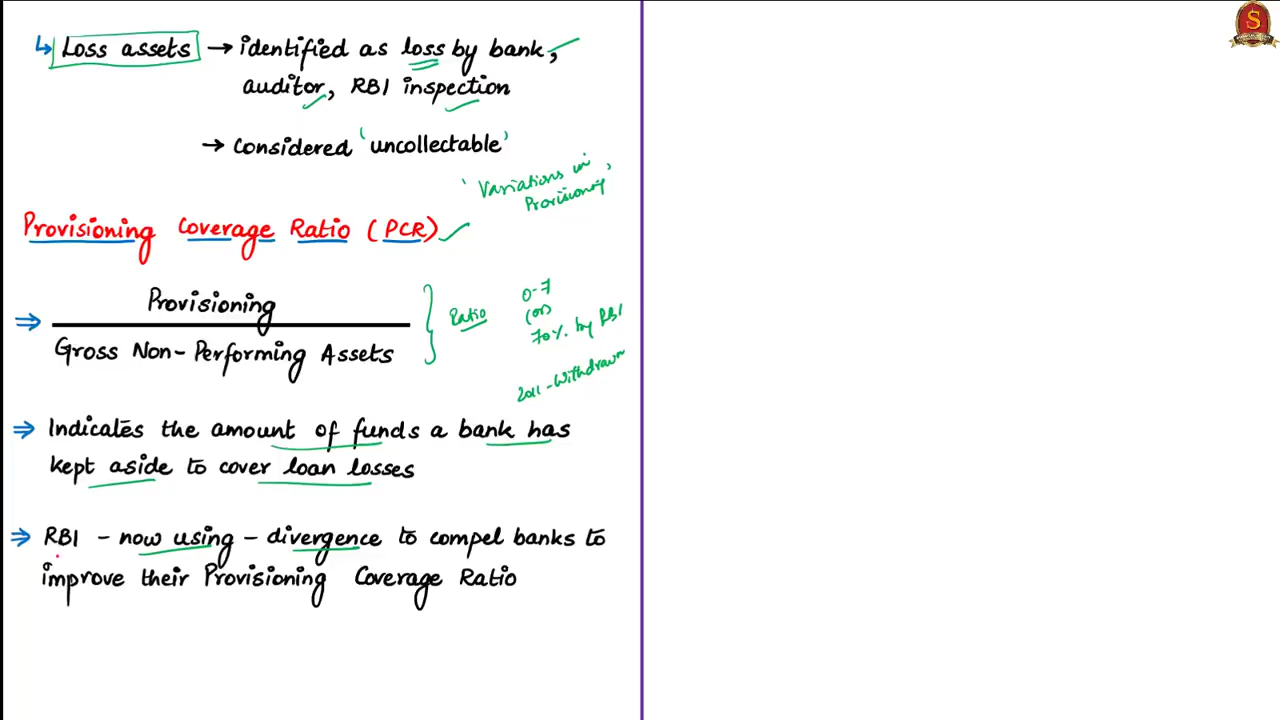 ↳ Loss assets → identified as loss by bank,
auditor, RBI inspection
→ Considered 'uncollectable'
'Variations in
Provisioning'
Provisioning Coverage Ratio (PCR)
⇒ Provisioning
Gross Non-Performing Assets
Ratio
0.7
(or)
70% by RBI
2011 - Withdrawn
⇒ Indicates the amount of funds a bank has
kept aside to cover loan losses
⇒ RBI - now using - divergence to compel banks to
improve their Provisioning Coverage Ratio
S